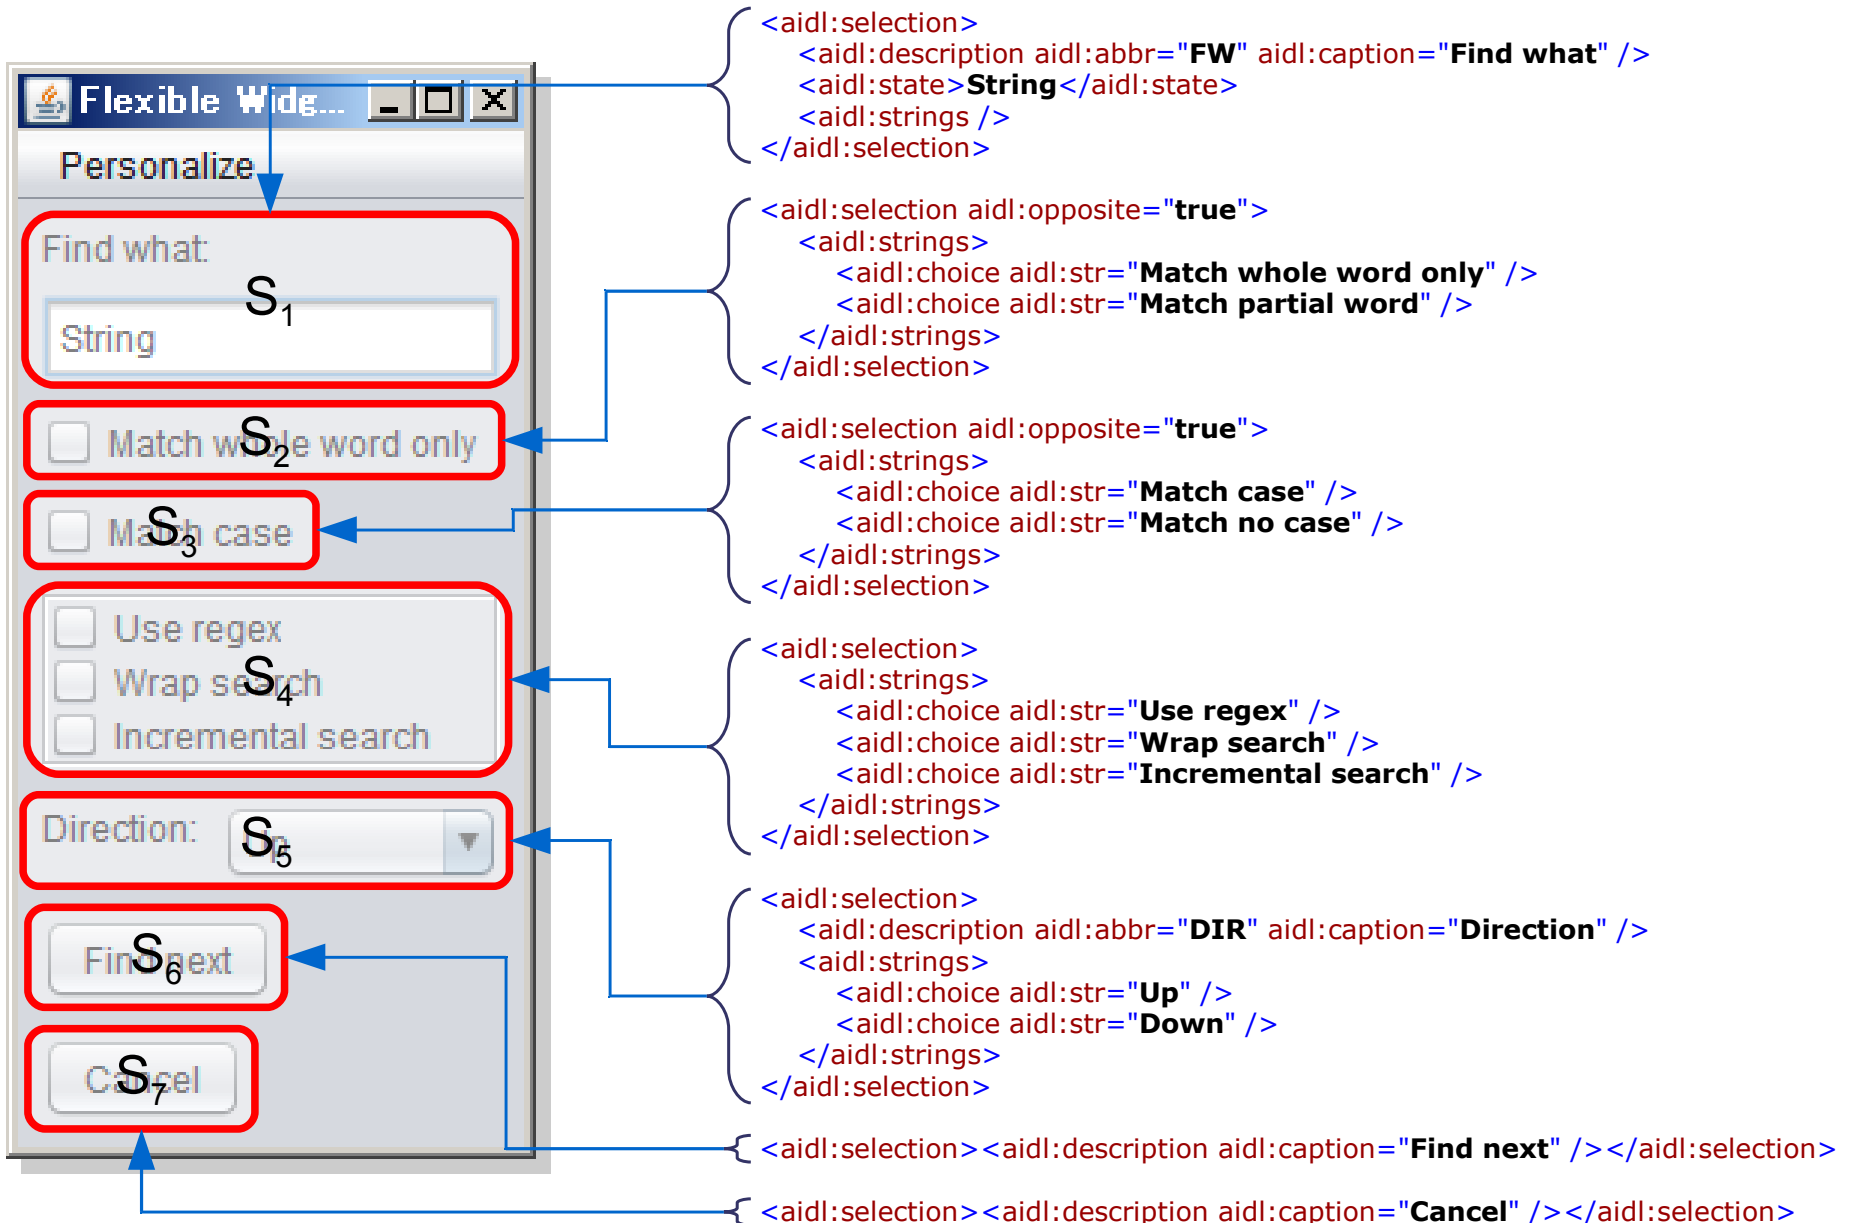 Flexible Widg...
Personalize
Find what:
S1
String
Match whole word only
S2
Match case
S3
Use regex
Wrap search
S4
Incremental search
Direction:
Up
S5
Find next
S6
Cancel
S7
<aidl:selection>
<aidl:description aidl:abbr="FW" aidl:caption="Find what" />
<aidl:state>String</aidl:state>
<aidl:strings />
</aidl:selection>
<aidl:selection aidl:opposite="true">
<aidl:strings>
<aidl:choice aidl:str="Match whole word only" />
<aidl:choice aidl:str="Match partial word" />
</aidl:strings>
</aidl:selection>
<aidl:selection aidl:opposite="true">
<aidl:strings>
<aidl:choice aidl:str="Match case" />
<aidl:choice aidl:str="Match no case" />
</aidl:strings>
</aidl:selection>
<aidl:selection>
<aidl:strings>
<aidl:choice aidl:str="Use regex" />
<aidl:choice aidl:str="Wrap search" />
<aidl:choice aidl:str="Incremental search" />
</aidl:strings>
</aidl:selection>
<aidl:selection>
<aidl:description aidl:abbr="DIR" aidl:caption="Direction" />
<aidl:strings>
<aidl:choice aidl:str="Up" />
<aidl:choice aidl:str="Down" />
</aidl:strings>
</aidl:selection>
<aidl:selection><aidl:description aidl:caption="Find next" /></aidl:selection>
<aidl:selection><aidl:description aidl:caption="Cancel" /></aidl:selection>